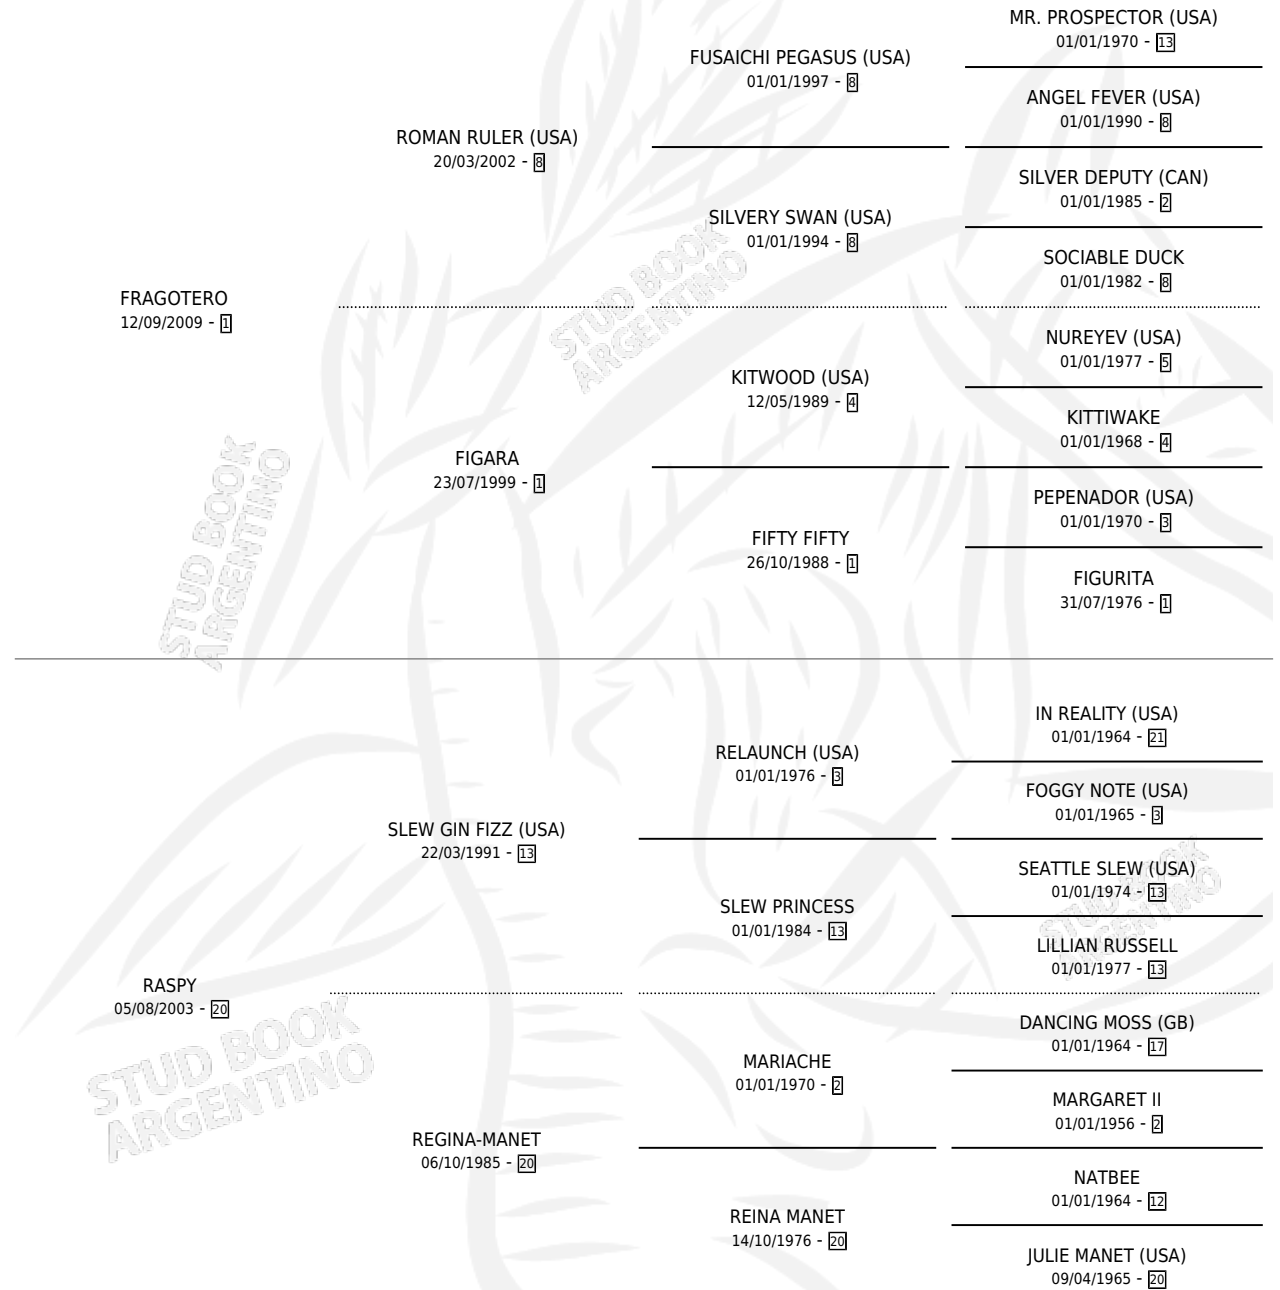 MR. PROSPECTOR (USA)
01/01/1970 - 13
FUSAICHI PEGASUS (USA)
01/01/1997 - 8
ANGEL FEVER (USA)
01/01/1990 - 8
ROMAN RULER (USA)
20/03/2002 - 8
SILVER DEPUTY (CAN)
01/01/1985 - 2
SILVERY SWAN (USA)
01/01/1994 - 8
SOCIABLE DUCK
01/01/1982 - 8
FRAGOTERO
12/09/2009 - 1
NUREYEV (USA)
01/01/1977 - 5
KITWOOD (USA)
12/05/1989 - 4
KITTIWAKE
01/01/1968 - 4
FIGARA
23/07/1999 - 1
PEPENADOR (USA)
01/01/1970 - 3
FIFTY FIFTY
26/10/1988 - 1
FIGURITA
31/07/1976 - 1
IN REALITY (USA)
01/01/1964 - 21
RELAUNCH (USA)
01/01/1976 - 3
FOGGY NOTE (USA)
01/01/1965 - 3
SLEW GIN FIZZ (USA)
22/03/1991 - 13
SEATTLE SLEW (USA)
01/01/1974 - 13
SLEW PRINCESS
01/01/1984 - 13
LILLIAN RUSSELL
01/01/1977 - 13
RASPY
05/08/2003 - 20
DANCING MOSS (GB)
01/01/1964 - 17
MARIACHE
01/01/1970 - 2
MARGARET II
01/01/1956 - 2
REGINA-MANET
06/10/1985 - 20
NATBEE
01/01/1964 - 12
REINA MANET
14/10/1976 - 20
JULIE MANET (USA)
09/04/1965 - 20
STUD BOOK
ARGENTINO
STUD BOOK
ARGENTINO
STUD BOOK
ARGENTINO
STUD BOOK
ARGENTINO